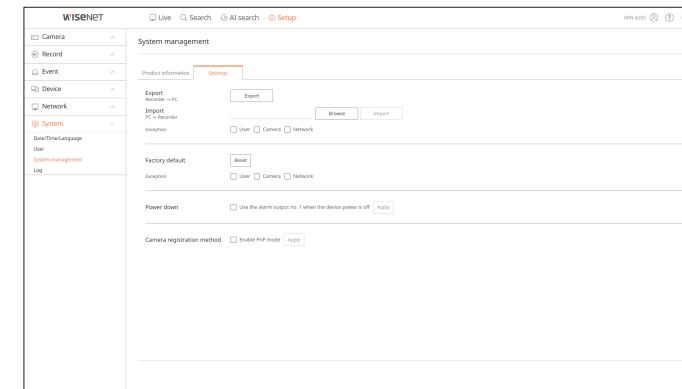 WISENET
Live Search AI search Setup
XRN-426S ?
Camera
Record
Event
Device
Network
System
Date/Time/Language
User
System management
Log
System management
Product information Settings
Export Export
Recorder → PC
Import Browse Import
PC → Recorder
Exception User Camera Network
Factory default Reset
Exception User Camera Network
Power down Use the alarm output no. 1 when the device power is off Apply
Camera registration method Enable PnP mode Apply